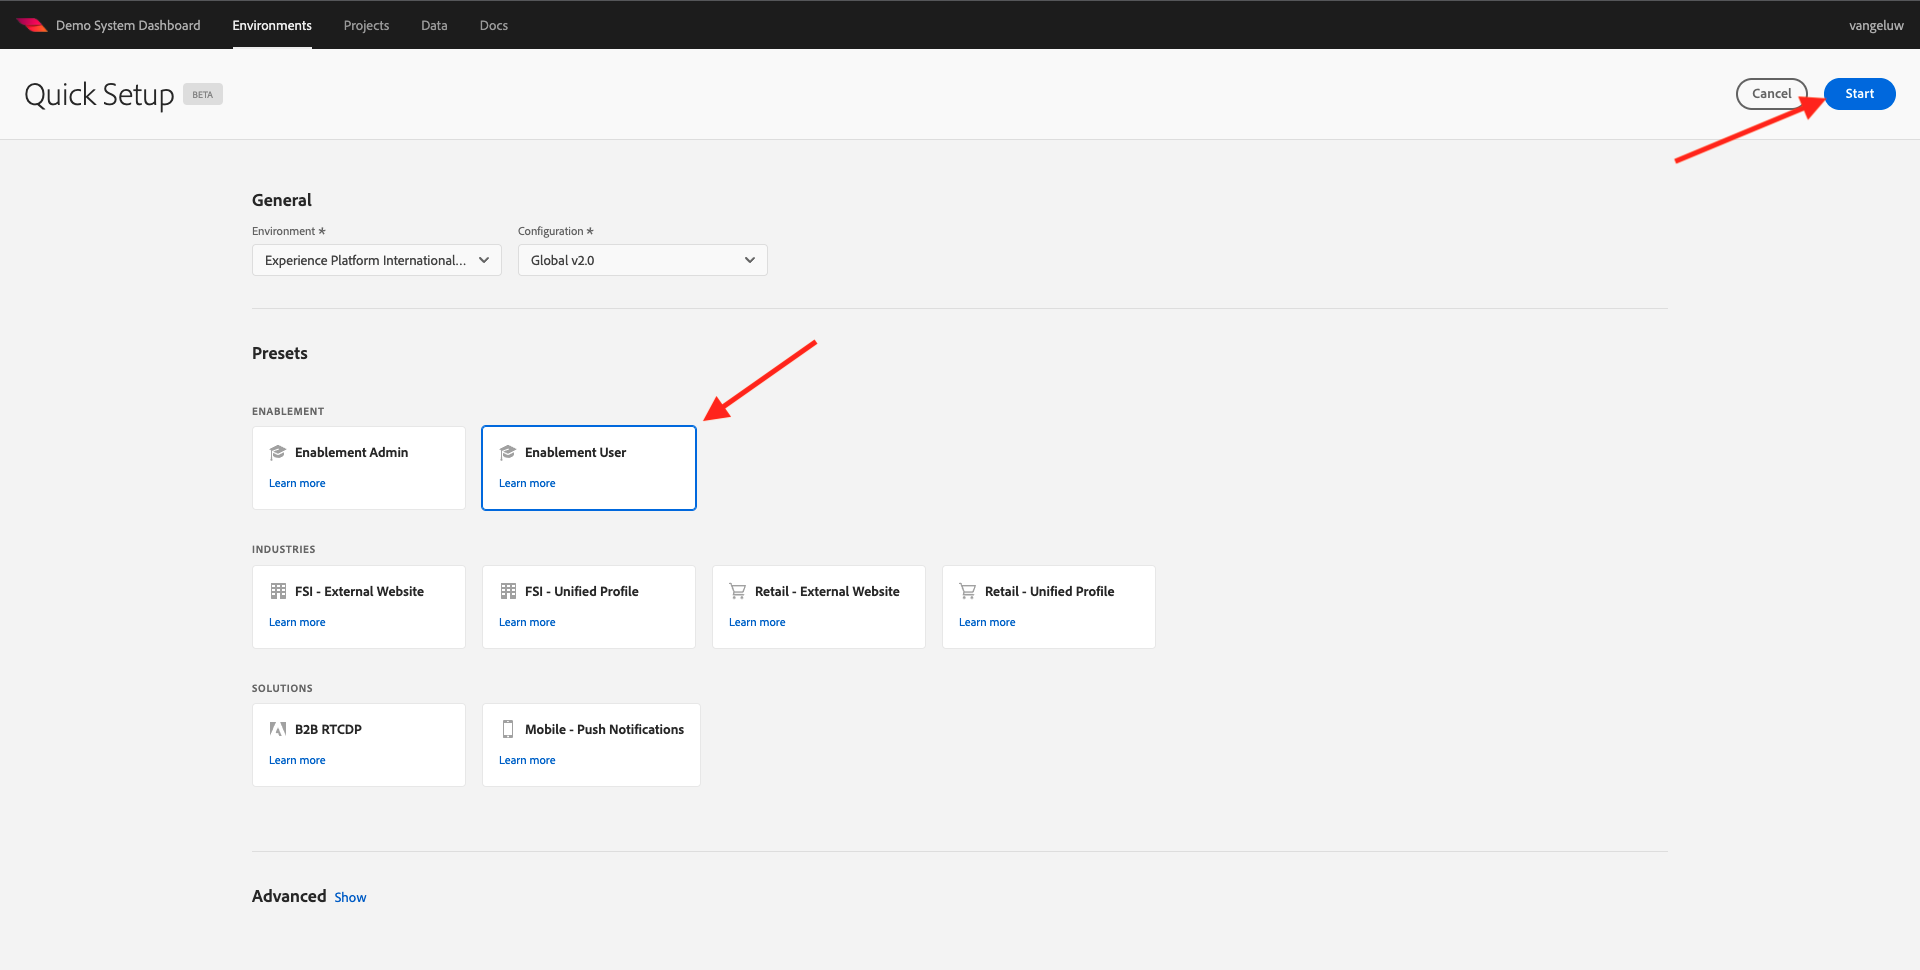 Demo System Dashboard Environments Projects Data Docs vangeluw
Quick Setup BETA Cancel Start
General
Environment * Configuration *
Experience Platform International... Global v2.0
Presets
ENABLEMENT
Enablement Admin Enablement User
Learn more Learn more
INDUSTRIES
FSI - External Website FSI - Unified Profile Retail - External Website Retail - Unified Profile
Learn more Learn more Learn more Learn more
SOLUTIONS
B2B RTCDP Mobile - Push Notifications
Learn more Learn more
Advanced Show